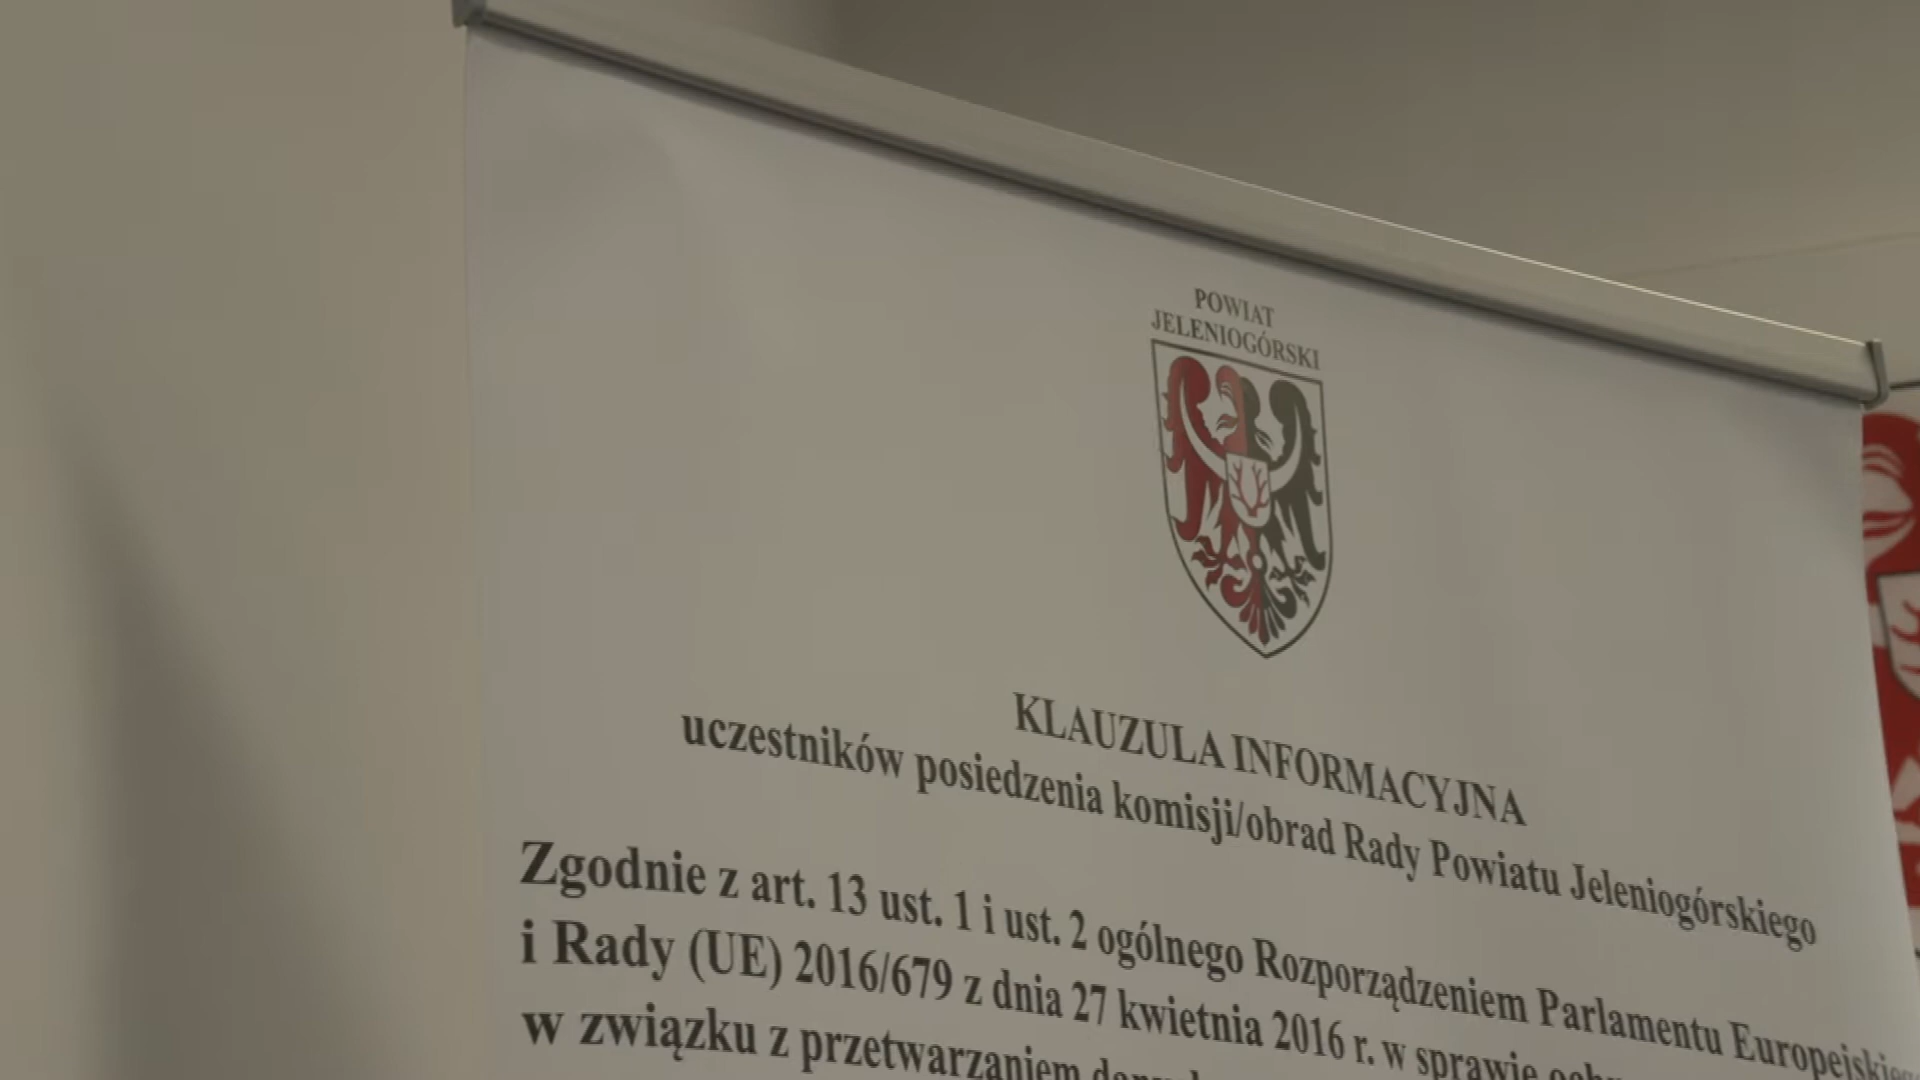 POWIAT
JELENIOGÓRSKI
KLAUZULA INFORMACYJNA
uczestników posiedzenia komisji/obrad Rady Powiatu Jeleniogórskiego
Zgodnie z art. 13 ust. 1 i ust. 2 ogólnego Rozporządzeniem Parlamentu Europejskiego
i Rady (UE) 2016/679 z dnia 27 kwietnia 2016 r. w sprawie
w związku z przetwarzaniem